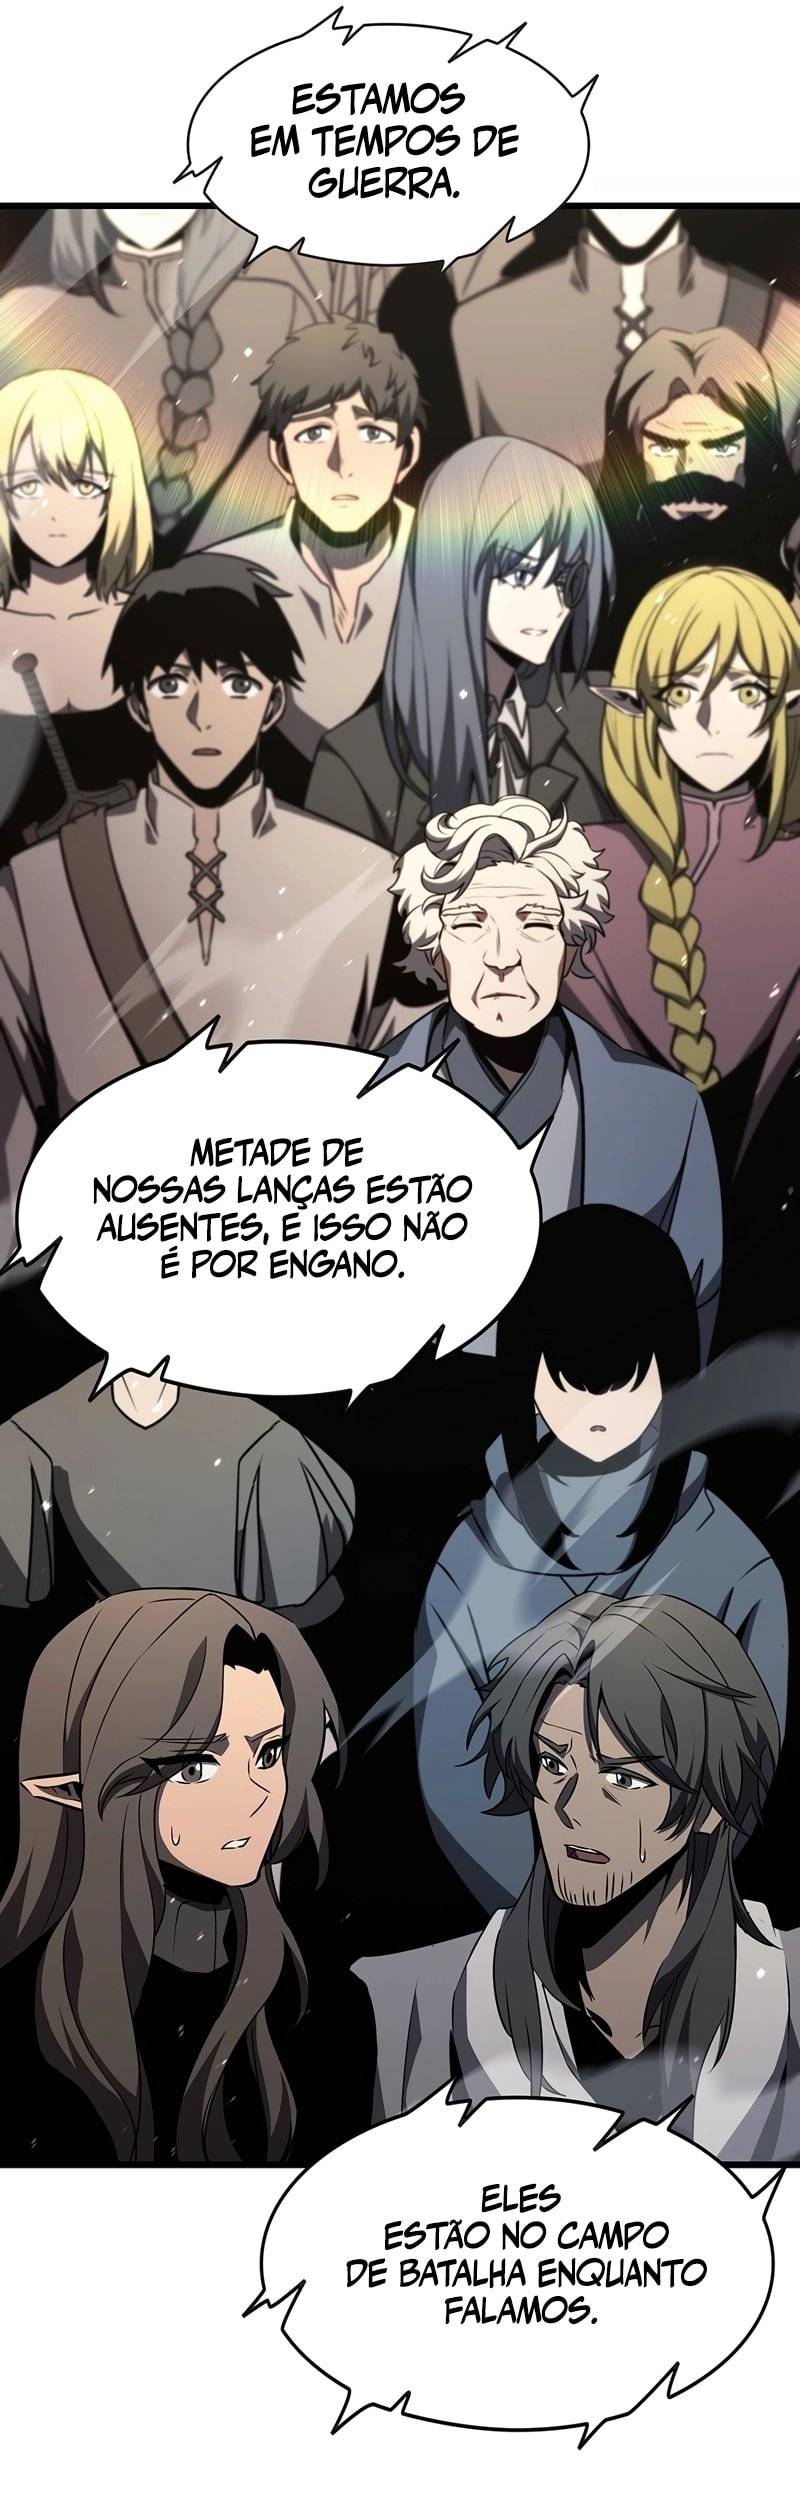 ESTAMOS
EM TEMPOS DE
GUERRA.
METADE DE
NOSSAS LANÇAS ESTÃO
AUSENTES, E ISSO NÃO
É POR ENGANO.
ELES
ESTÃO NO CAMPO
DE BATALHA ENQUANTO
FALAMOS.